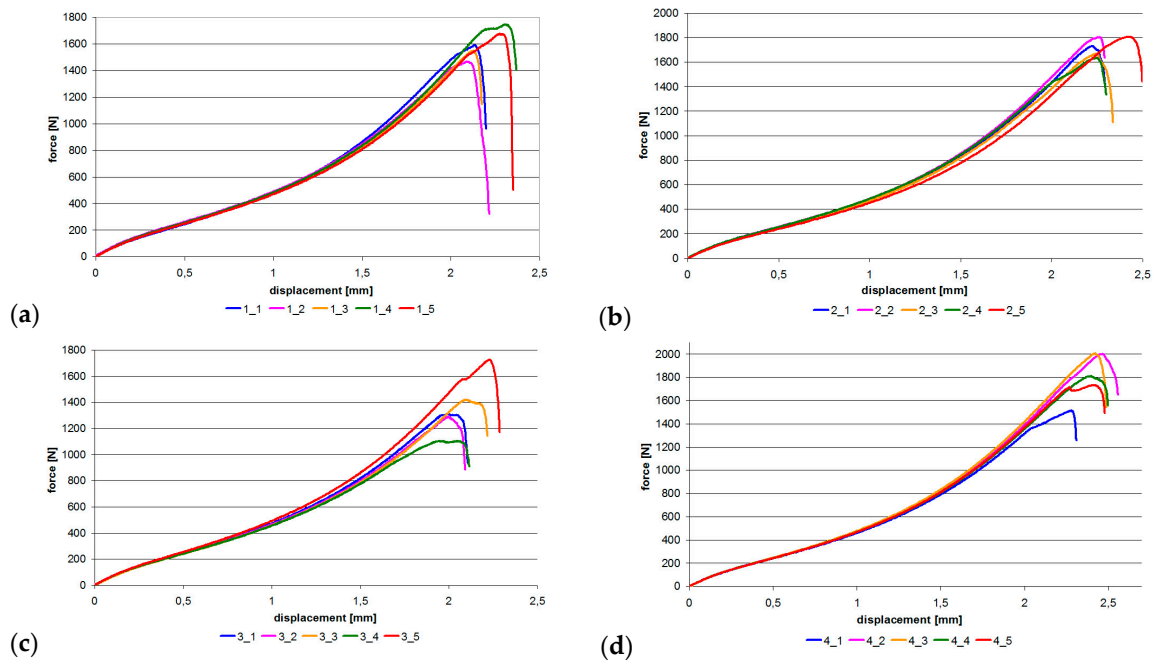 1800
1600
1400
1200
1000
800
600
400
200
0
force [N]
0 0,5 1 1,5 2 2,5
displacement [mm]
1_1 1_2 1_3 1_4 1_5
(a)
2000
1800
1600
1400
1200
1000
800
600
400
200
0
force [N]
0 0,5 1 1,5 2 2,5
displacement [mm]
2_1 2_2 2_3 2_4 2_5
(b)
1800
1600
1400
1200
1000
800
600
400
200
0
force [N]
0 0,5 1 1,5 2 2,5
displacement [mm]
3_1 3_2 3_3 3_4 3_5
(c)
2000
1800
1600
1400
1200
1000
800
600
400
200
0
force [N]
0 0,5 1 1,5 2 2,5
displacement [mm]
4_1 4_2 4_3 4_4 4_5
(d)